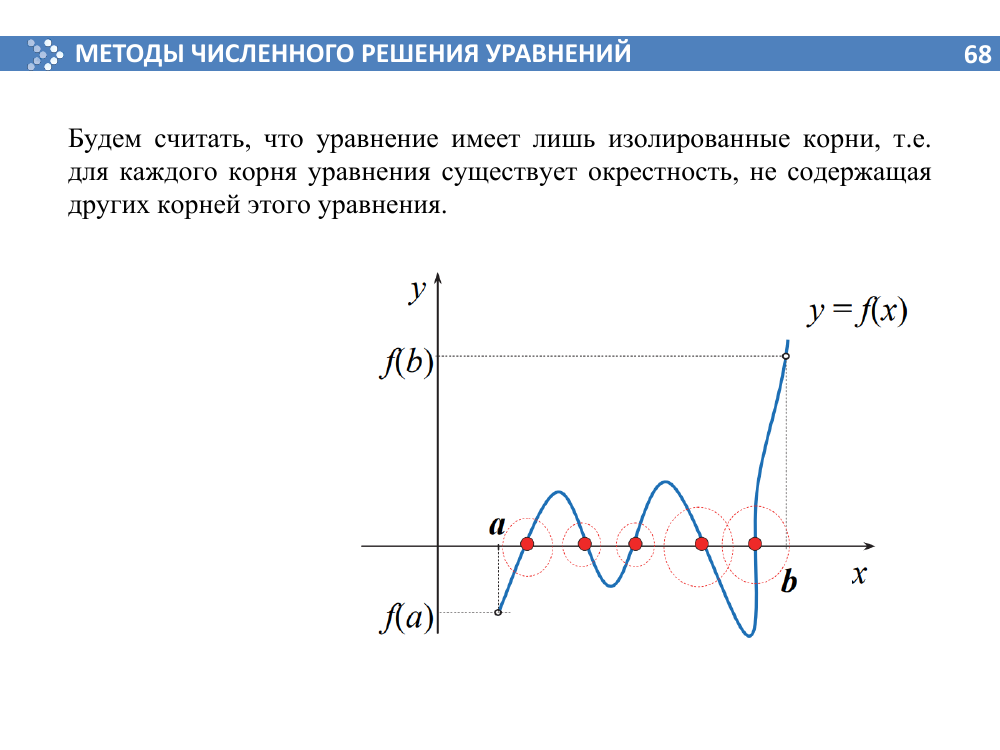 МЕТОДЫ ЧИСЛЕННОГО РЕШЕНИЯ УРАВНЕНИЙ 68
Будем считать, что уравнение имеет лишь изолированные корни, т.е.
для каждого корня уравнения существует окрестность, не содержащая
других корней этого уравнения.
y
y = f(x)
f(b)
a
b
x
f(a)